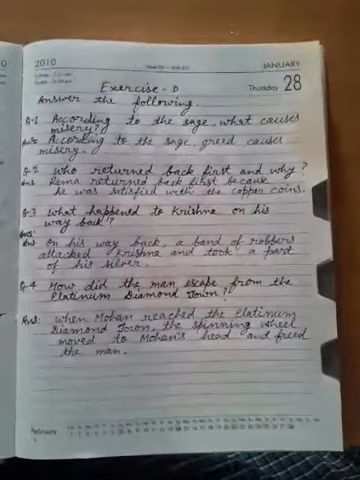 2010
JANUARY
Thursday 28
Exercise - D
Answer the following.
Q-1 According to the sage, what causes
misery?
Ans: According to the sage, greed causes
misery.
Q-2 Who returned back first and why?
Ans: Rema returned back first because
he was satisfied with the copper coins.
Q-3 What happened to Krishna on his
way back?
Ans:
Ans On his way back, a band of robbers
attacked Krishna and took a part
of his silver.
Q-4 How did the man escape from the
Platinum Diamond Town?
Ans: When Mohan reached the Platinum
Diamond Town, the spinning wheel
moved to Mohan's head and freed
the man.
February